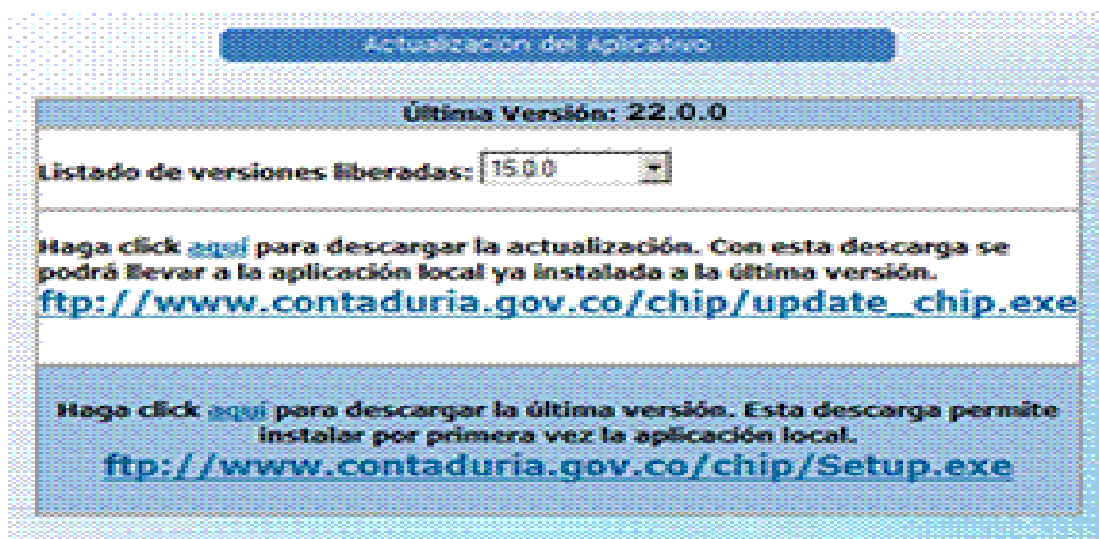 Actualización del Aplicativo
Última Versión: 22.0.0
Listado de versiones liberadas: 15.0.0
Haga click aquí para descargar la actualización. Con esta descarga se
podrá llevar a la aplicación local ya instalada a la última versión.
ftp://www.contaduria.gov.co/chip/update_chip.exe
Haga click aquí para descargar la última versión. Esta descarga permite
instalar por primera vez la aplicación local.
ftp://www.contaduria.gov.co/chip/Setup.exe